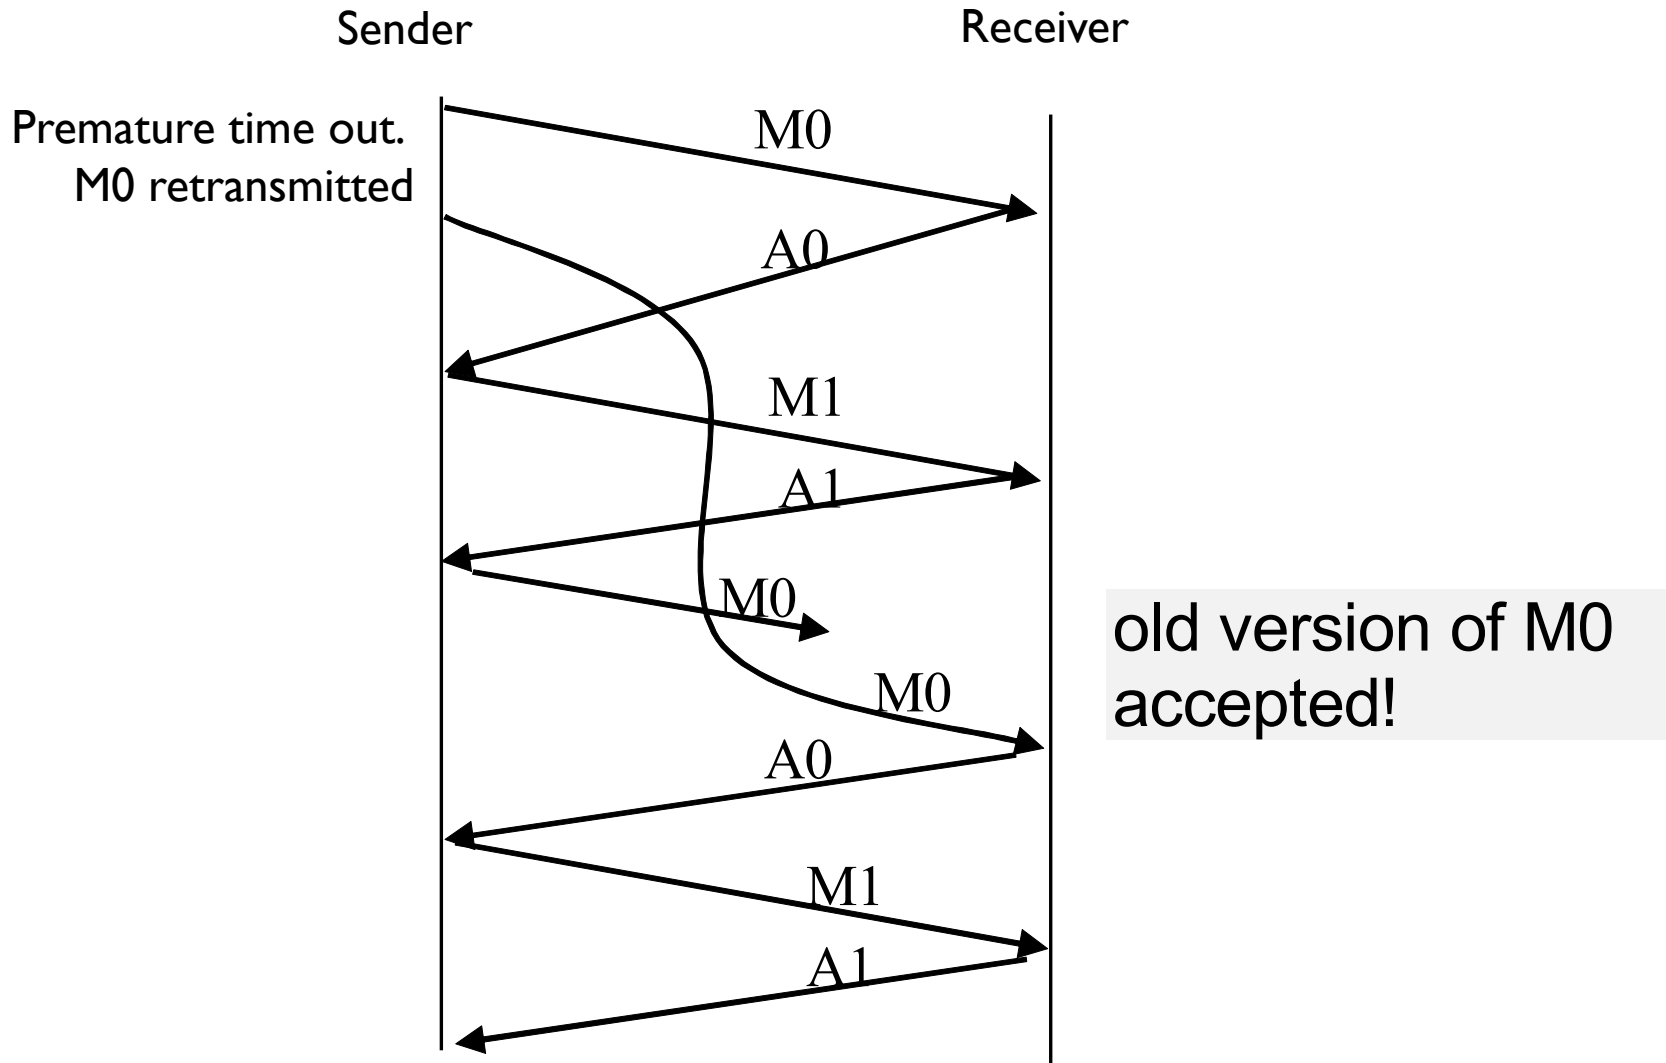 Sender
Receiver
Premature time out.
M0 retransmitted
M0
A0
M1
A1
M0
M0
A0
M1
A1
old version of M0
accepted!